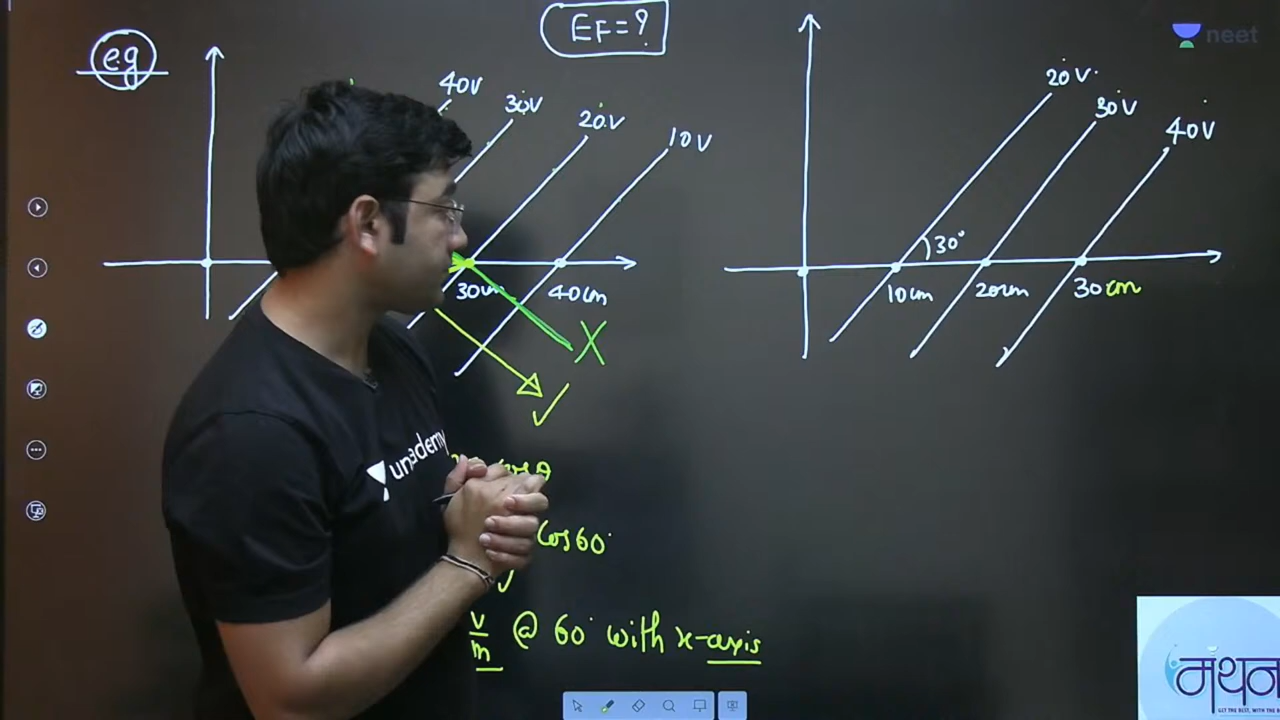 EF=?
eg
neet
40V
30V
20V
10V
20V
30V
40V
30°
30cm
40cm
10cm
20cm
30cm
X
unacademy
cosθ
cos60°
V/m @ 60° with x-axis
मंथन